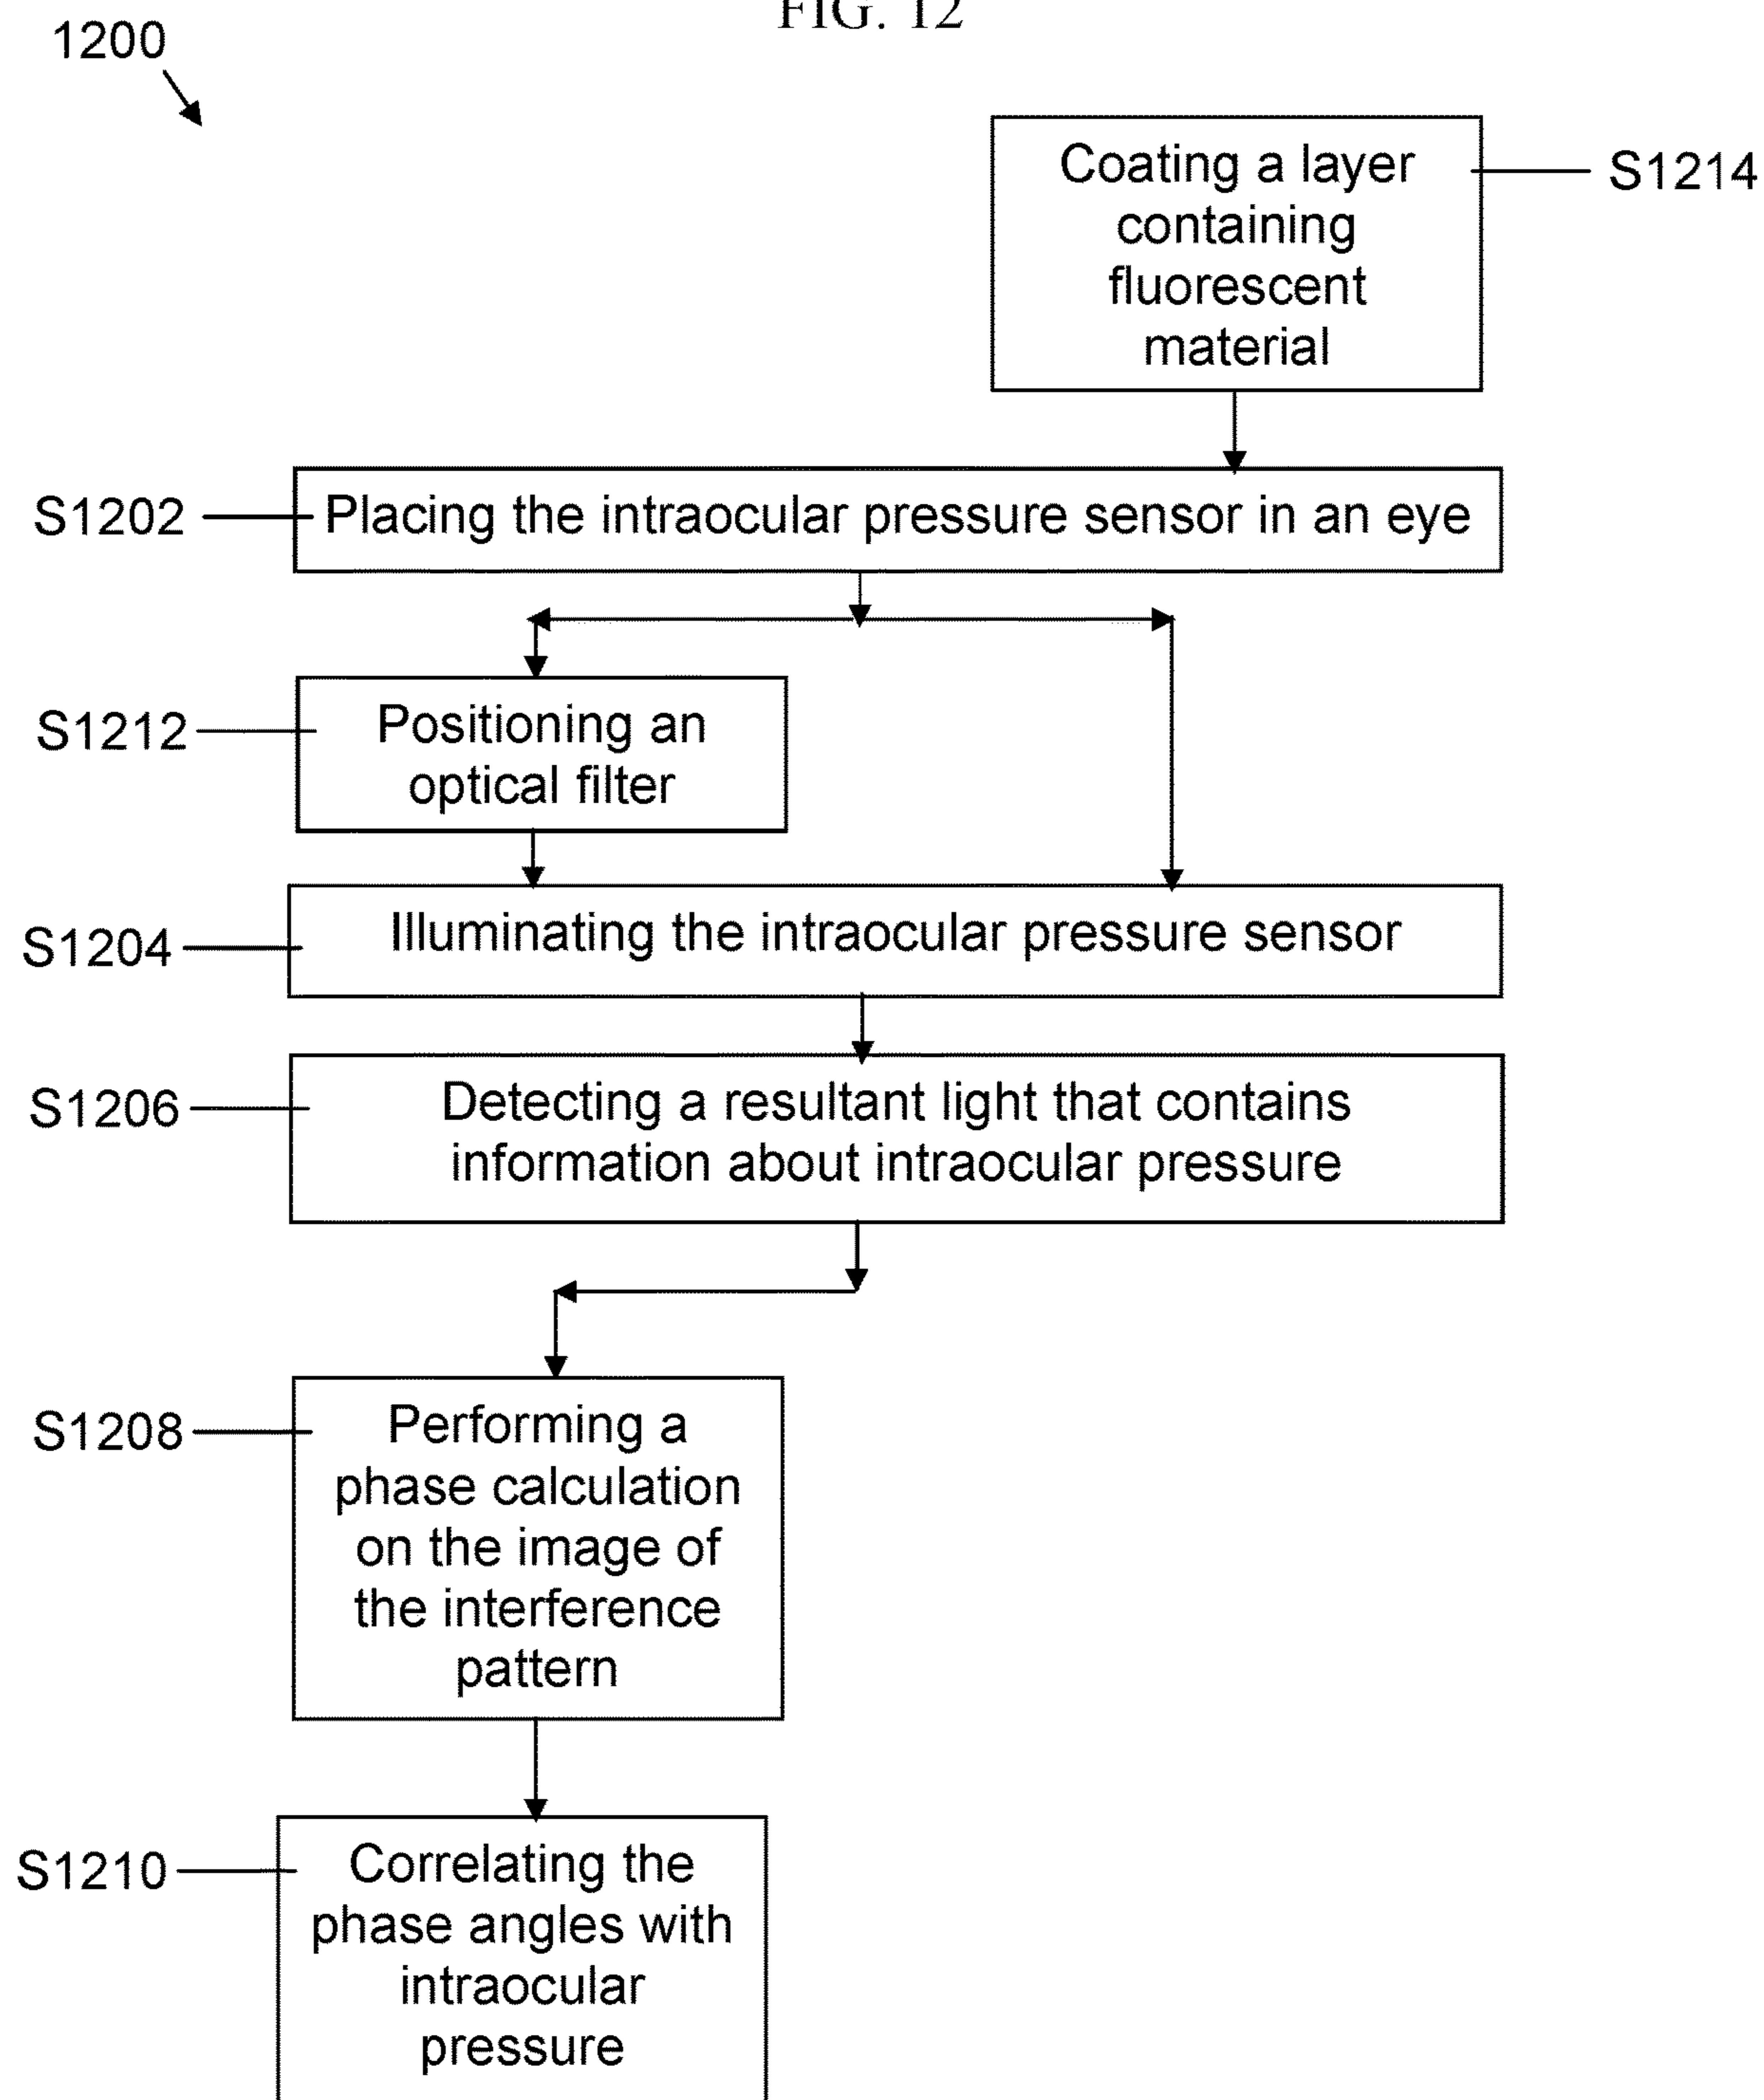 FIG. 12
1200
Coating a layer
containing
fluorescent
material
S1214
S1202
Placing the intraocular pressure sensor in an eye
S1212
Positioning an
optical filter
S1204
Illuminating the intraocular pressure sensor
S1206
Detecting a resultant light that contains
information about intraocular pressure
S1208
Performing a
phase calculation
on the image of
the interference
pattern
S1210
Correlating the
phase angles with
intraocular
pressure